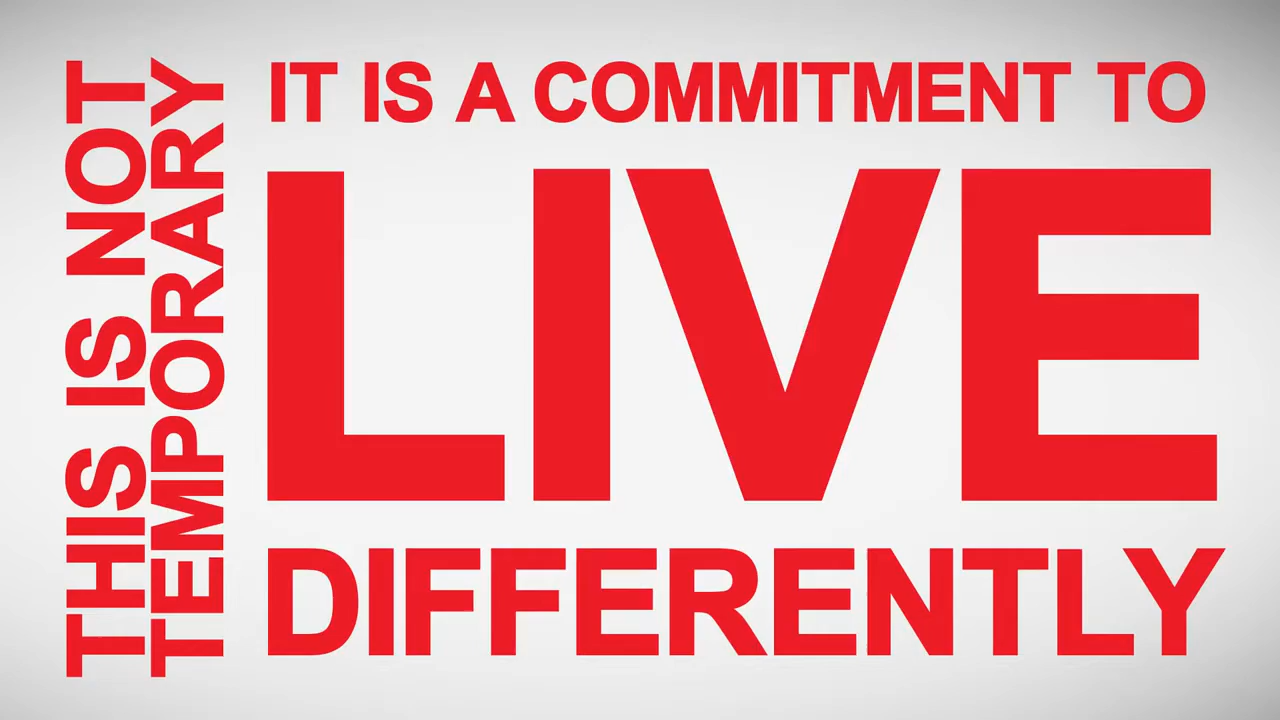 THIS IS NOT
TEMPORARY
IT IS A COMMITMENT TO
LIVE
DIFFERENTLY